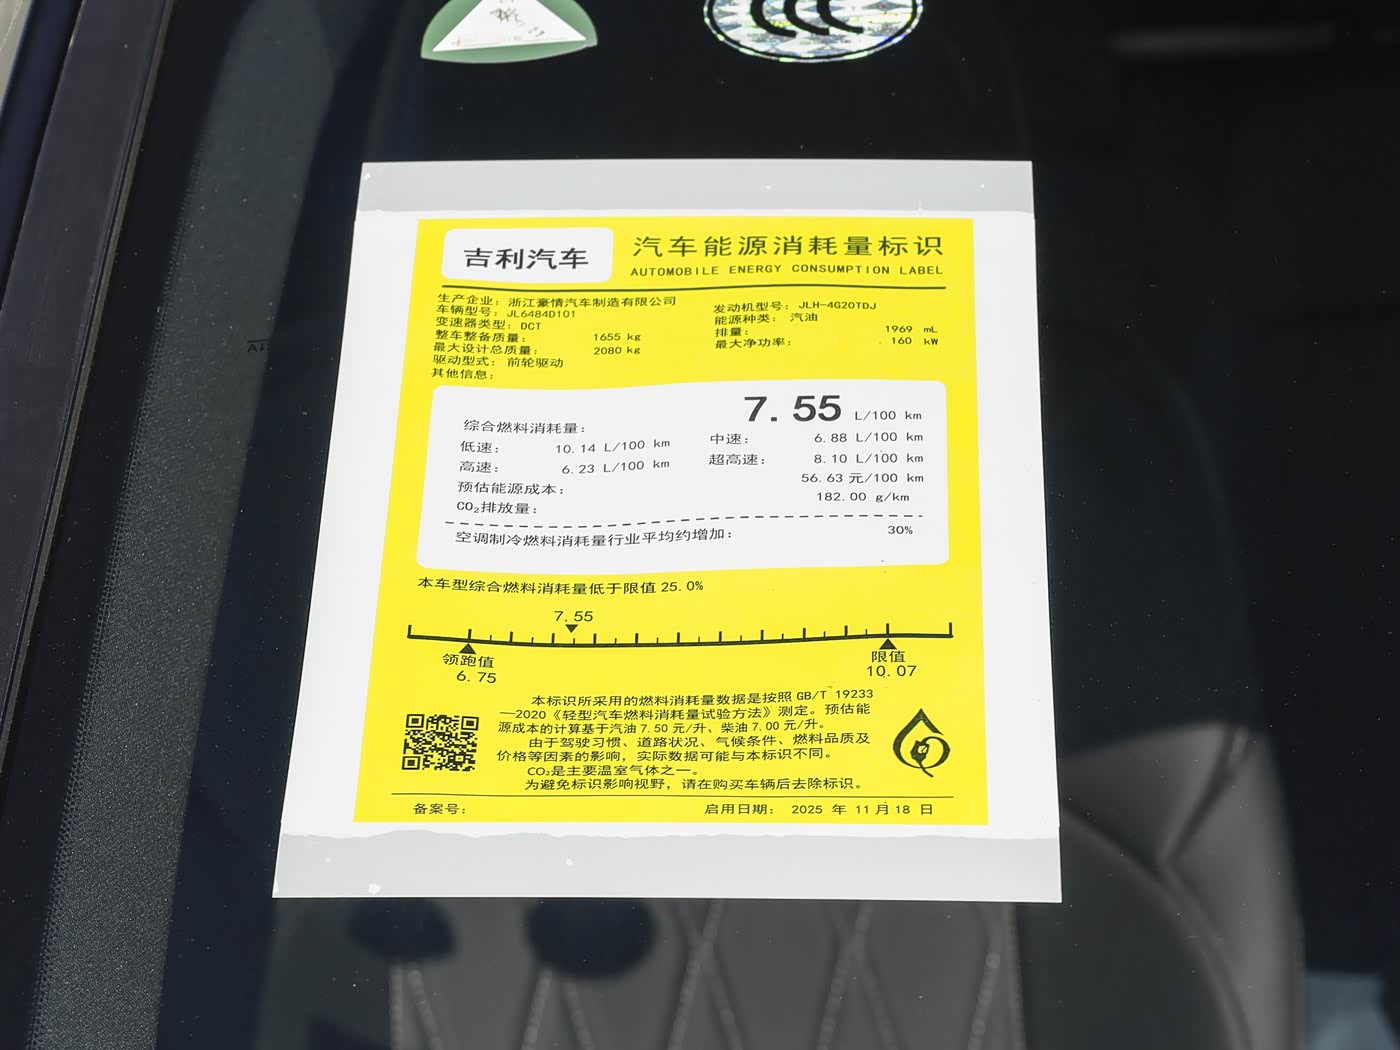 吉利汽车
汽车能源消耗量标识
AUTOMOBILE ENERGY CONSUMPTION LABEL
生产企业：浙江豪情汽车制造有限公司
车辆型号：JL6484D101
变速器类型：DCT
整车整备质量： 1655 kg
最大设计总质量： 2080 kg
驱动型式：前轮驱动
其他信息：
发动机型号：JLH-4G20TDJ
能源种类：汽油
排量： 1969 mL
最大净功率： 160 kW
综合燃料消耗量： 7.55 L/100 km
低速： 10.14 L/100 km 中速： 6.88 L/100 km
高速： 6.23 L/100 km 超高速： 8.10 L/100 km
预估能源成本： 56.63 元/100 km
CO₂排放量： 182.00 g/km
空调制冷燃料消耗量行业平均约增加： 30%
本车型综合燃料消耗量低于限值 25.0%
7.55
领跑值 限值
6.75 10.07
本标识所采用的燃料消耗量数据是按照 GB/T 19233
—2020《轻型汽车燃料消耗量试验方法》测定。预估能
源成本的计算基于汽油 7.50 元/升、柴油 7.00 元/升。
由于驾驶习惯、道路状况、气候条件、燃料品质及
价格等因素的影响，实际数据可能与本标识不同。
CO₂是主要温室气体之一。
为避免标识影响视野，请在购买车辆后去除标识。
备案号： 启用日期： 2025 年 11 月 18 日